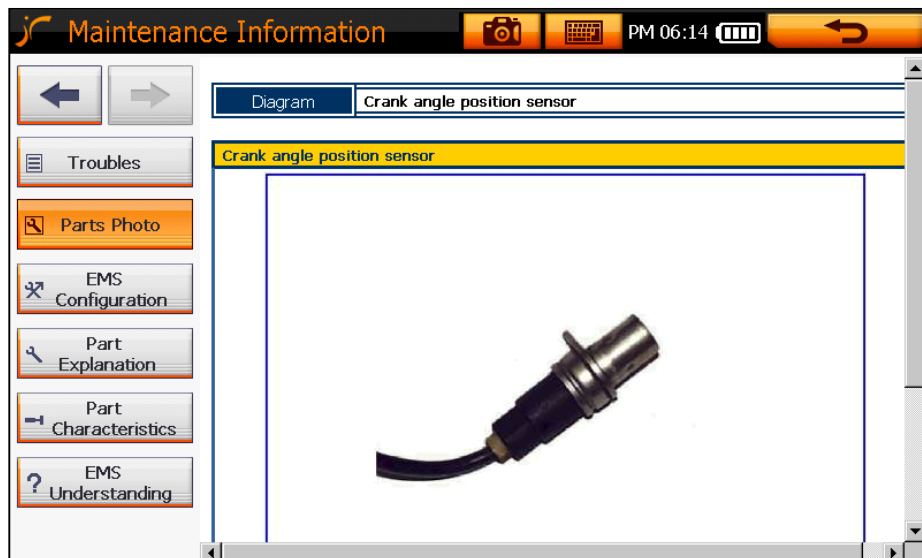 Maintenance Information
PM 06:14
Diagram
Crank angle position sensor
Troubles
Crank angle position sensor
Parts Photo
EMS
Configuration
Part
Explanation
Part
Characteristics
EMS
Understanding